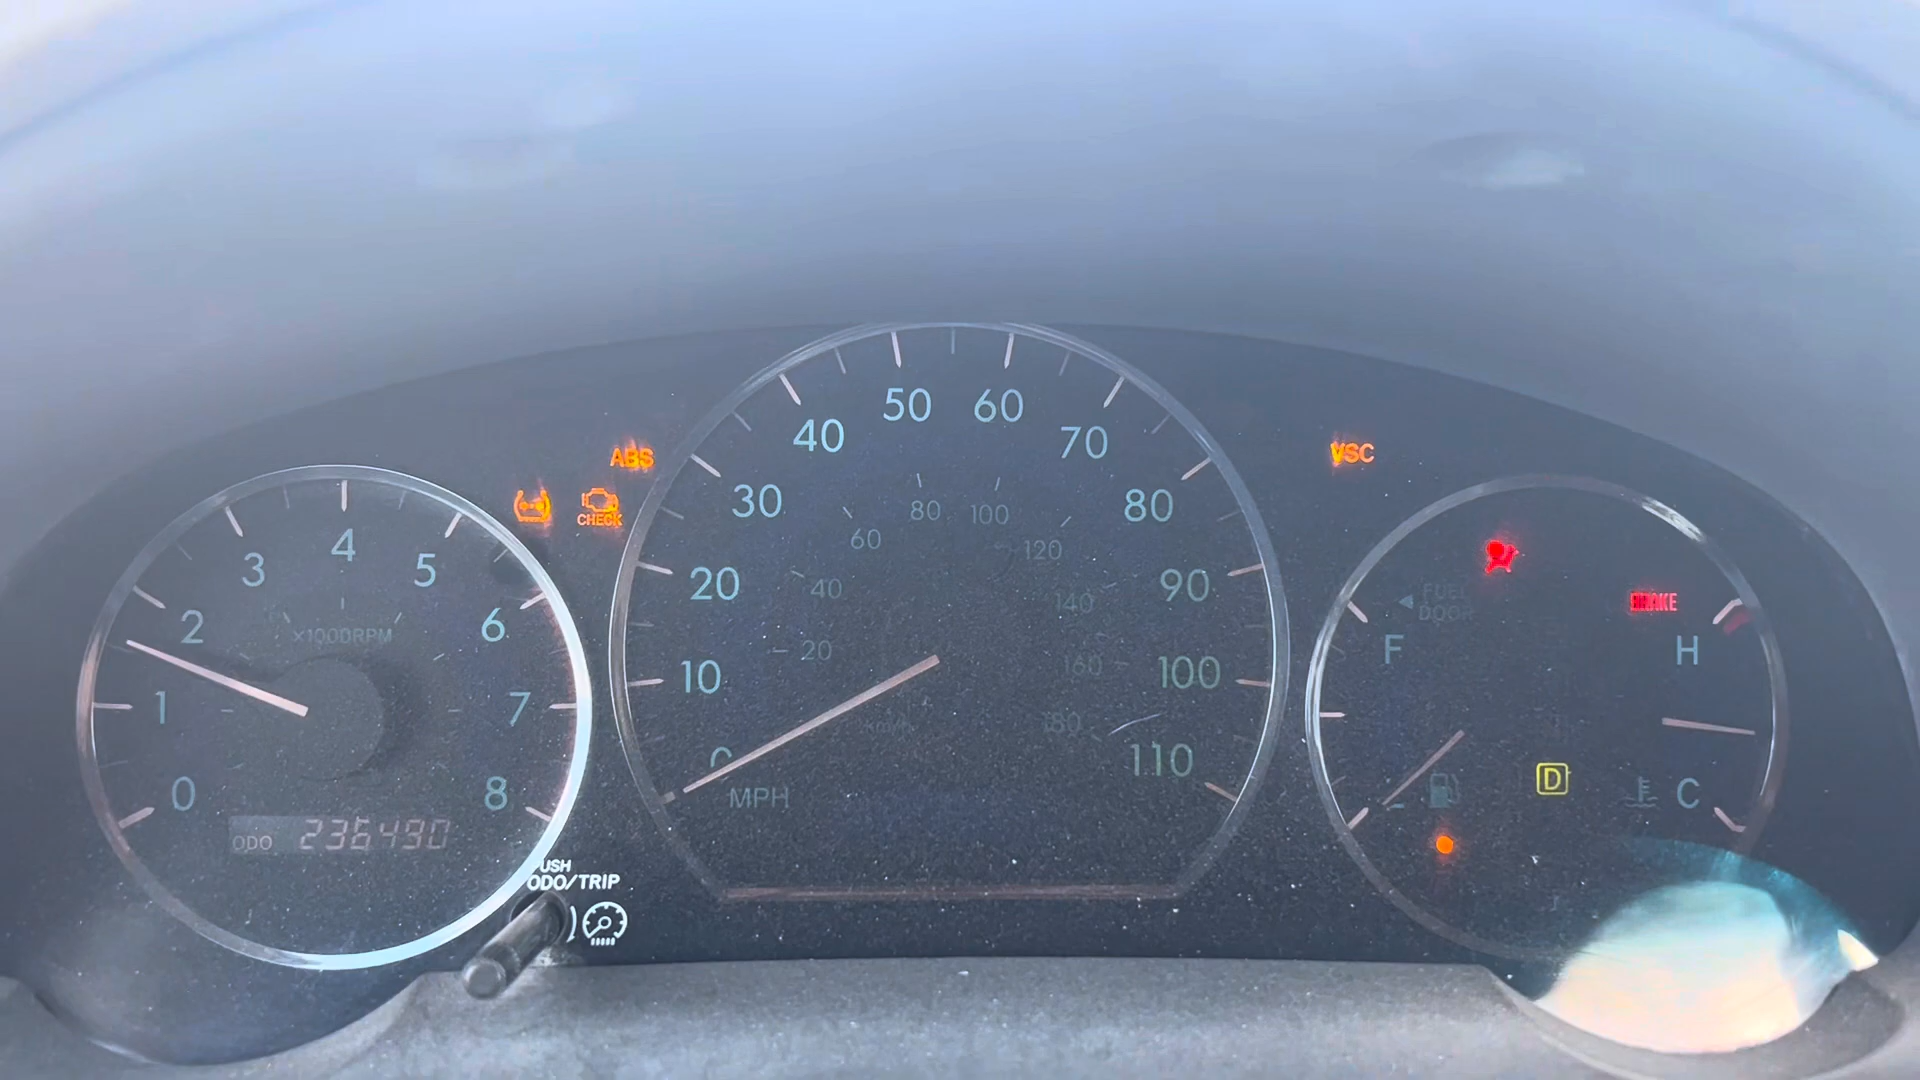 ABS
VSC
CHECK
50 60
40 70
30 80
20 90
10 100
0 110
MPH
80 100
60 120
40 140
20 160
180
km/h
4
3 5
2 6
1 7
0 8
ODO 236490
PUSH
ODO/TRIP
FUEL
DOOR
BRAKE
F H
D
C